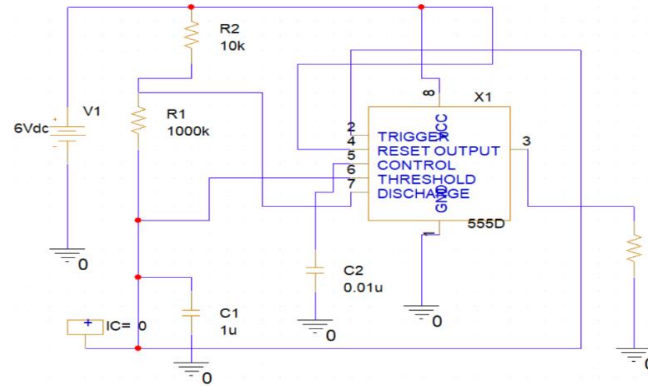 R2
10k
V1
6Vdc
R1
1000k
X1
8
VCC
2
TRIGGER
4
RESET OUTPUT
3
5
CONTROL
6
THRESHOLD
7
DISCHARGE
GND
1
555D
0
C2
0.01u
0
0
IC= 0
C1
1u
0
0
+
-
+